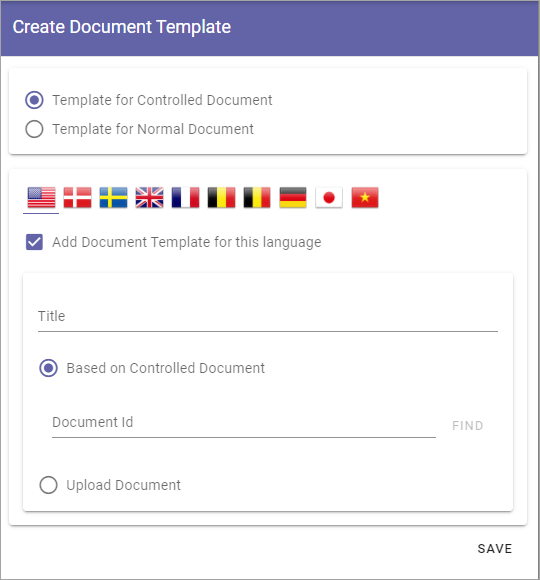 Create Document Template
Template for Controlled Document
Template for Normal Document
Add Document Template for this language
Title
Based on Controlled Document
Document Id
FIND
Upload Document
SAVE